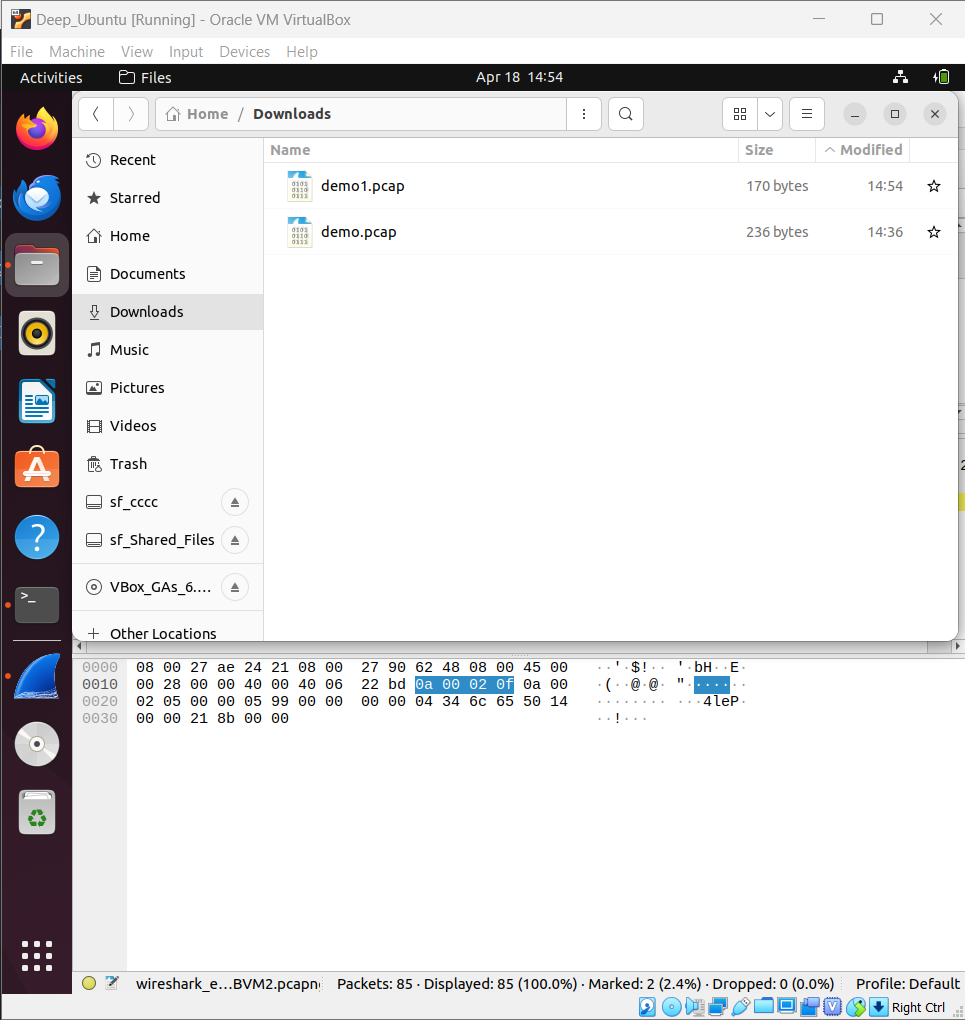 Deep_Ubuntu [Running] - Oracle VM VirtualBox
File Machine View Input Devices Help
Activities Files Apr 18 14:54
Home / Downloads
Name Size Modified
Recent
demo1.pcap 170 bytes 14:54
Starred
demo.pcap 236 bytes 14:36
Home
Documents
Downloads
Music
Pictures
Videos
Trash
sf_cccc
sf_Shared_Files
VBox_GAs_6....
Other Locations
0000 08 00 27 ae 24 21 08 00 27 90 62 48 08 00 45 00 ··'·$!·· '·bH··E·
0010 00 28 00 00 40 00 40 06 22 bd 0a 00 02 0f 0a 00 ·(··@·@· "·······
0020 02 05 00 00 05 99 00 00 00 00 04 34 6c 65 50 14 ········ ···4leP·
0030 00 00 21 8b 00 00 ··!···
wireshark_e...BVM2.pcapng Packets: 85 · Displayed: 85 (100.0%) · Marked: 2 (2.4%) · Dropped: 0 (0.0%) Profile: Default
Right Ctrl